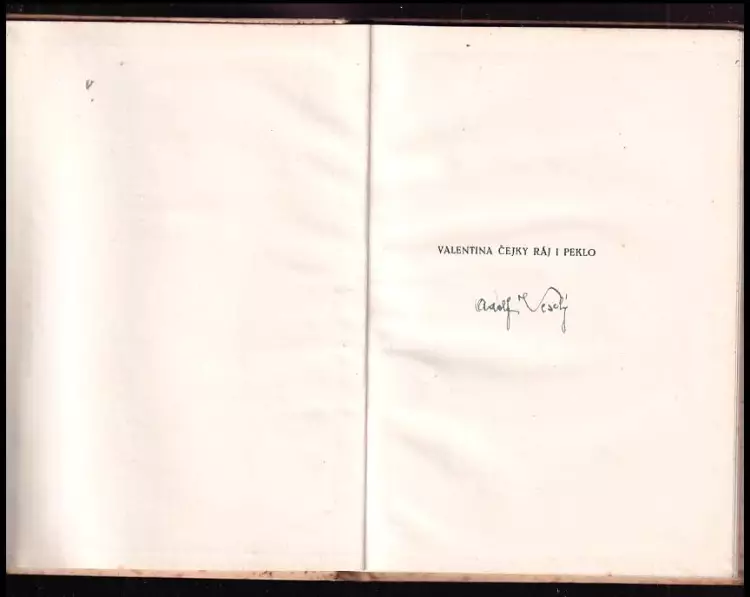 VALENTINA ČEJKY RÁJ I PEKLO
Adolf Veselý